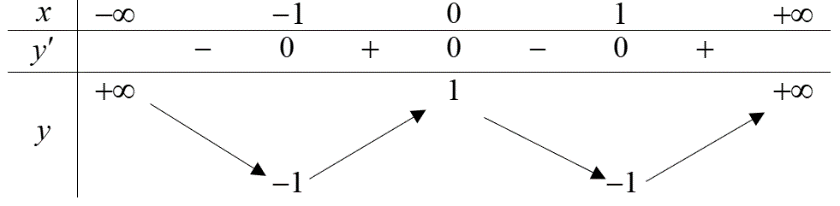 x −∞ −1 0 1 +∞
y′ − 0 + 0 − 0 + 
+∞ 1 +∞
y
−1 −1